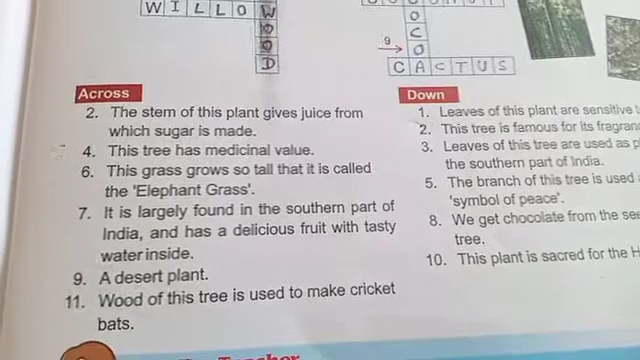 WILLOW
OOD
OCO
9
CACTUS
Across
2. The stem of this plant gives juice from
which sugar is made.
4. This tree has medicinal value.
6. This grass grows so tall that it is called
the 'Elephant Grass'.
7. It is largely found in the southern part of
India, and has a delicious fruit with tasty
water inside.
9. A desert plant.
11. Wood of this tree is used to make cricket
bats.
Down
1. Leaves of this plant are sensitive
2. This tree is famous for its
3. Leaves of this tree are used as
the southern part of India.
5. The branch of this tree is used
'symbol of peace'.
8. We get chocolate from the
tree.
10. This plant is sacred for the